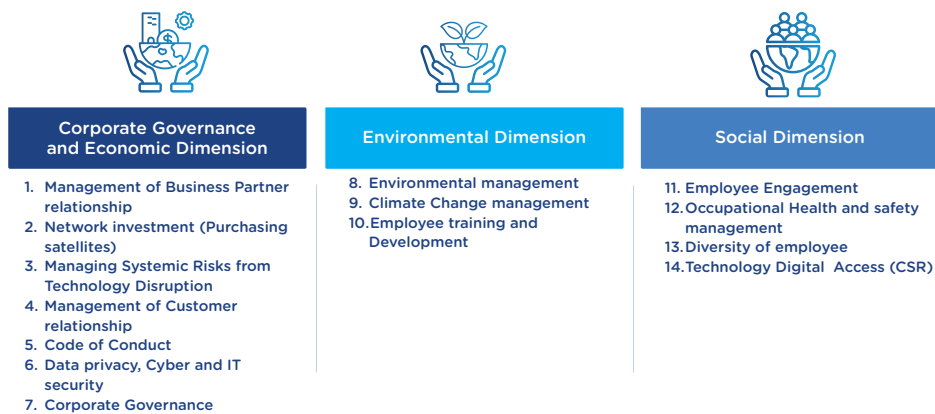 Corporate Governance
and Economic Dimension
1. Management of Business Partner
relationship
2. Network investment (Purchasing
satellites)
3. Managing Systemic Risks from
Technology Disruption
4. Management of Customer
relationship
5. Code of Conduct
6. Data privacy, Cyber and IT
security
7. Corporate Governance
Environmental Dimension
8. Environmental management
9. Climate Change management
10.Employee training and
Development
Social Dimension
11. Employee Engagement
12.Occupational Health and safety
management
13.Diversity of employee
14.Technology Digital Access (CSR)